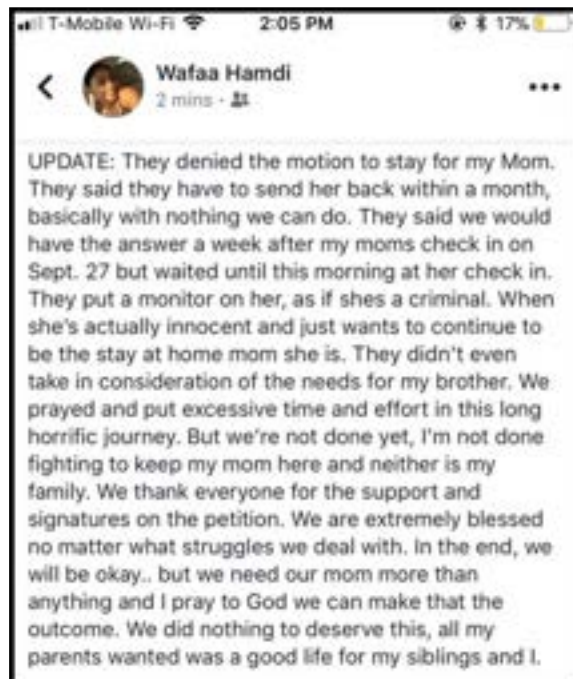 T-Mobile Wi-Fi 2:05 PM 17%
Wafaa Hamdi
2 mins ·
UPDATE: They denied the motion to stay for my Mom.
They said they have to send her back within a month,
basically with nothing we can do. They said we would
have the answer a week after my moms check in on
Sept. 27 but waited until this morning at her check in.
They put a monitor on her, as if shes a criminal. When
she's actually innocent and just wants to continue to
be the stay at home mom she is. They didn't even
take in consideration of the needs for my brother. We
prayed and put excessive time and effort in this long
horrific journey. But we're not done yet, I'm not done
fighting to keep my mom here and neither is my
family. We thank everyone for the support and
signatures on the petition. We are extremely blessed
no matter what struggles we deal with. In the end, we
will be okay.. but we need our mom more than
anything and I pray to God we can make that the
outcome. We did nothing to deserve this, all my
parents wanted was a good life for my siblings and I.